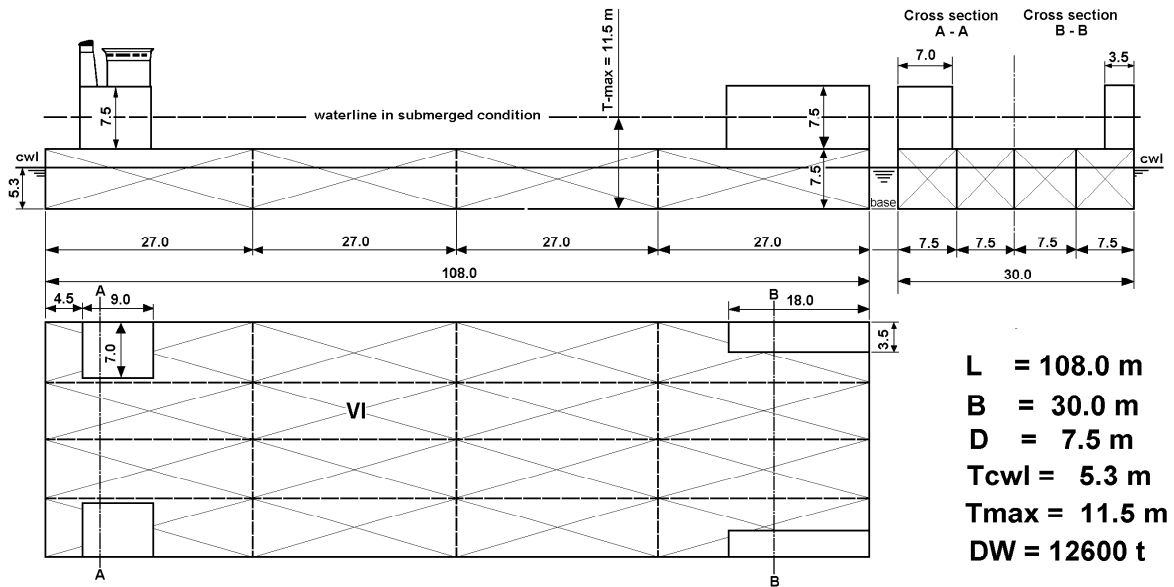 Cross section
A - A
Cross section
B - B
7.0
3.5
T-max = 11.5 m
7.5
waterline in submerged condition
7.5
cwl
5.3
7.5
cwl
base
27.0
27.0
27.0
27.0
7.5
7.5
7.5
7.5
108.0
30.0
4.5
A
9.0
B
18.0
7.0
3.5
VI
L = 108.0 m
B = 30.0 m
D = 7.5 m
Tcwl = 5.3 m
Tmax = 11.5 m
DW = 12600 t
A
B